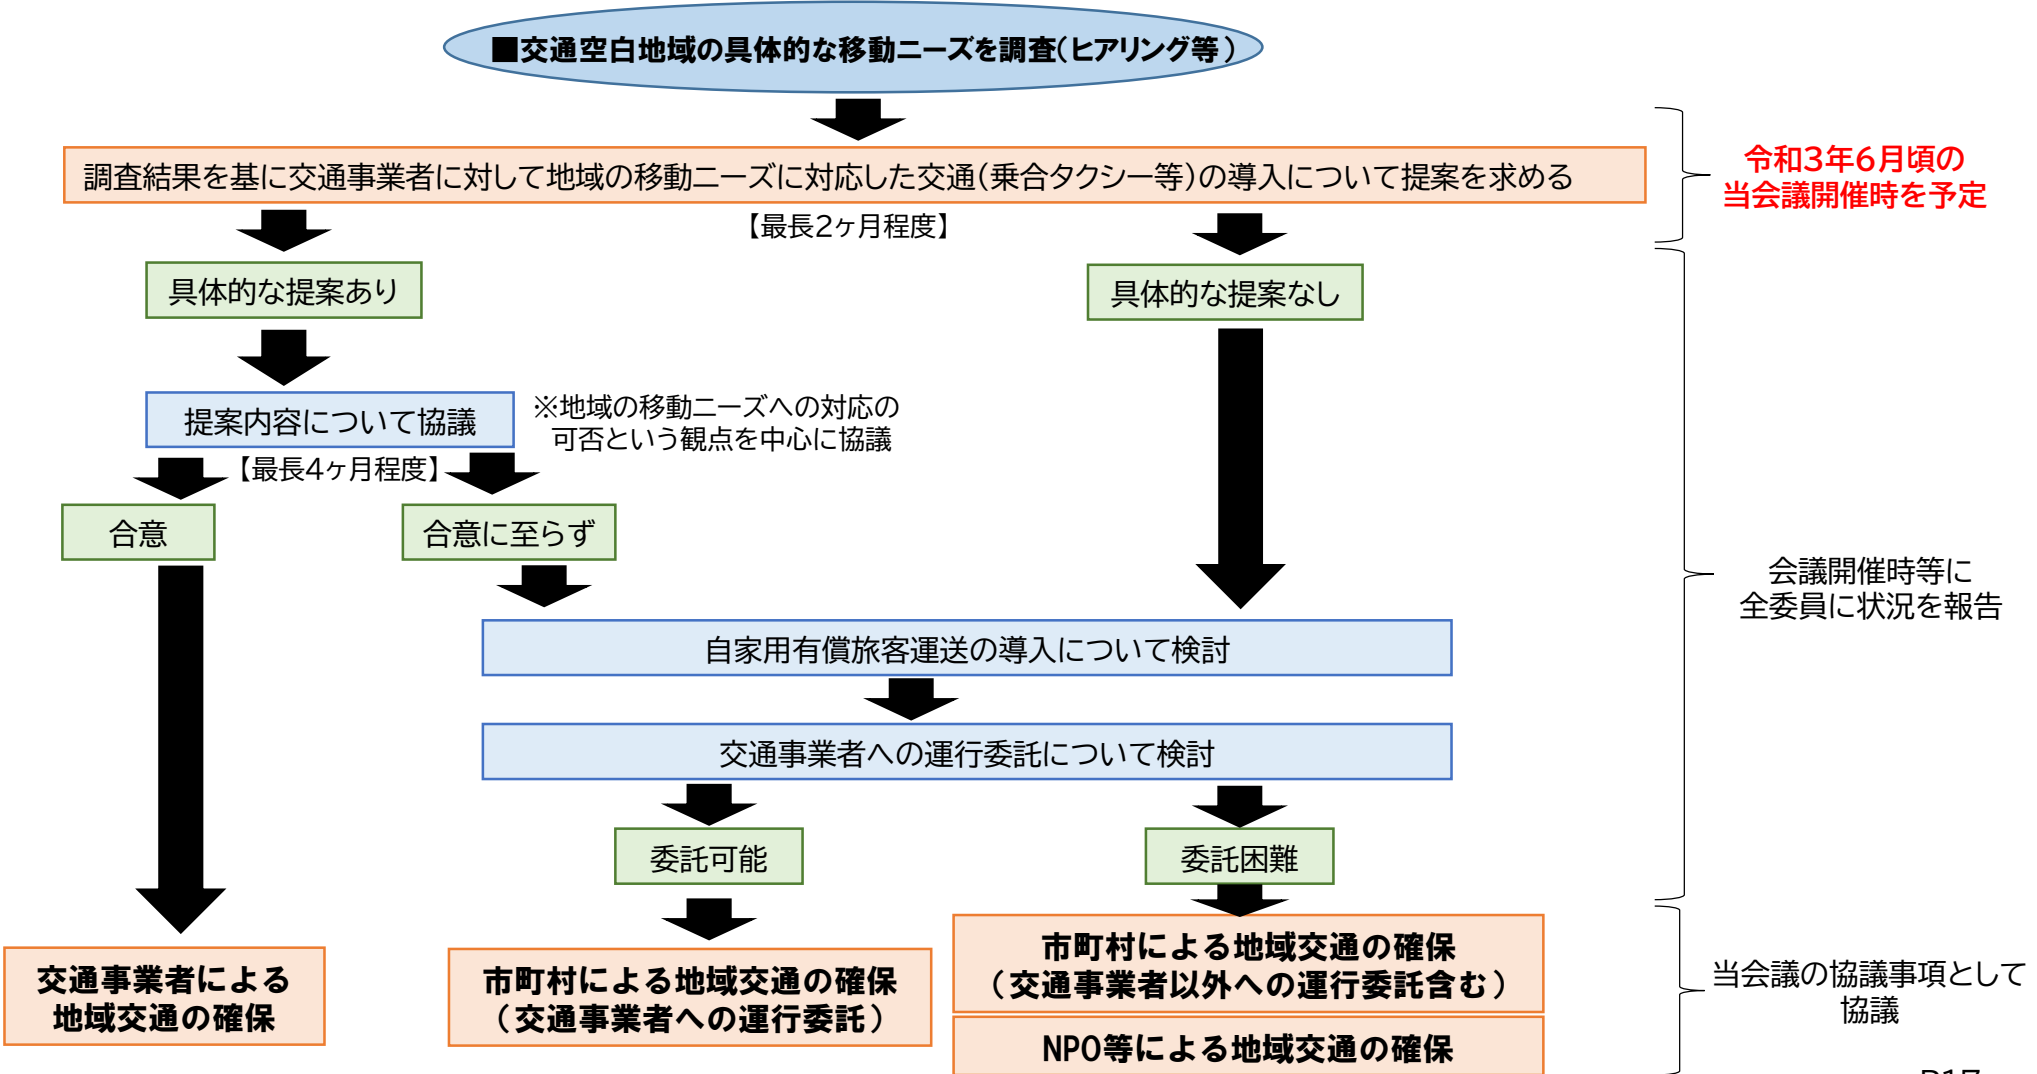 ■交通空白地域の具体的な移動ニーズを調査(ヒアリング等)
調査結果を基に交通事業者に対して地域の移動ニーズに対応した交通(乗合タクシー等)の導入について提案を求める
令和3年6月頃の
当会議開催時を予定
【最長2ヶ月程度】
具体的な提案あり
具体的な提案なし
提案内容について協議
※地域の移動ニーズへの対応の
可否という観点を中心に協議
【最長4ヶ月程度】
合意
合意に至らず
会議開催時等に
全委員に状況を報告
自家用有償旅客運送の導入について検討
交通事業者への運行委託について検討
委託可能
委託困難
交通事業者による
地域交通の確保
市町村による地域交通の確保
(交通事業者への運行委託)
市町村による地域交通の確保
(交通事業者以外への運行委託含む)
NPO等による地域交通の確保
当会議の協議事項として
協議